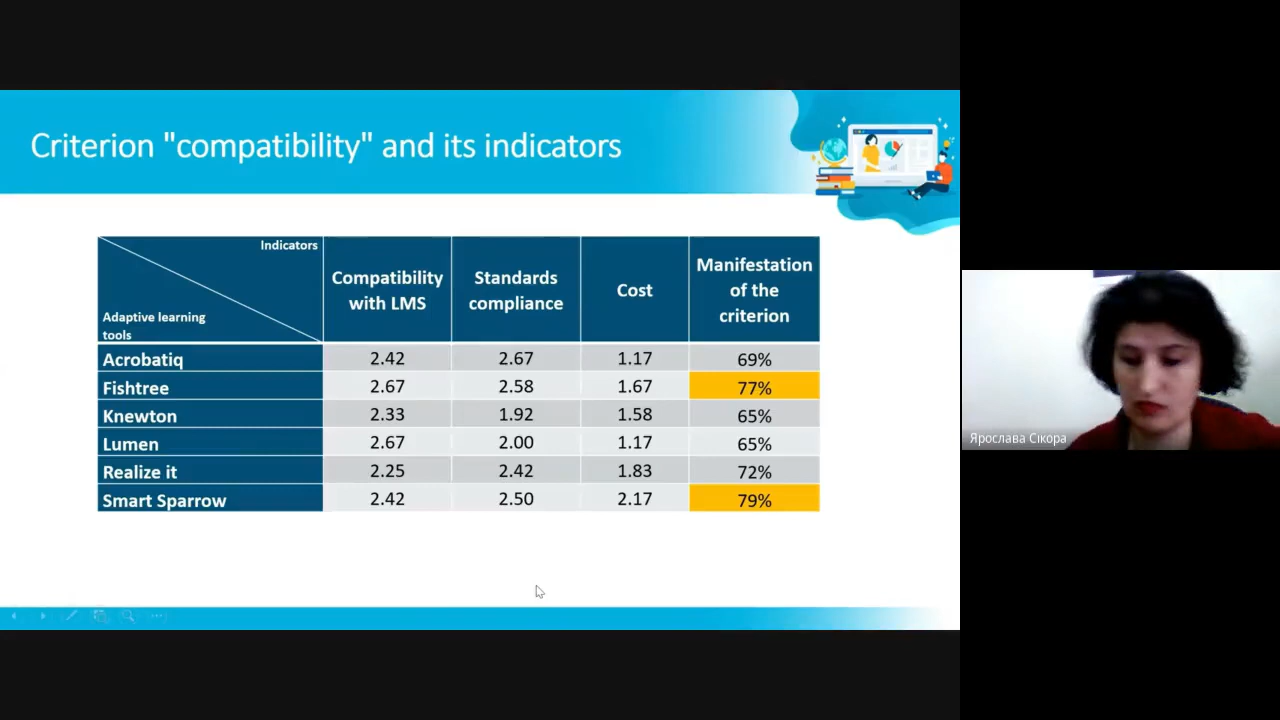 Criterion "compatibility" and its indicators
Indicators
Adaptive learning
tools
Compatibility
with LMS
Standards
compliance
Cost
Manifestation
of the
criterion
Acrobatiq 2.42 2.67 1.17 69%
Fishtree 2.67 2.58 1.67 77%
Knewton 2.33 1.92 1.58 65%
Lumen 2.67 2.00 1.17 65%
Realize it 2.25 2.42 1.83 72%
Smart Sparrow 2.42 2.50 2.17 79%
Ярослава Сікора